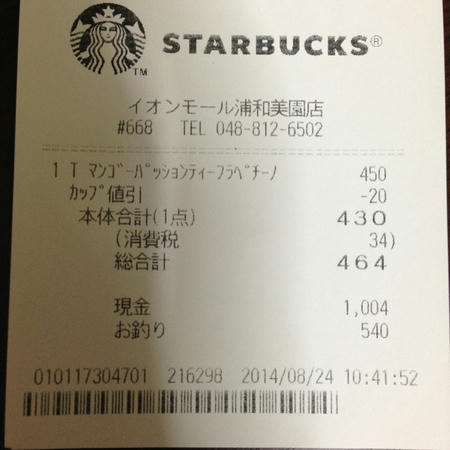 TM
STARBUCKS®
イオンモール浦和美園店
#668 TEL 048-812-6502
1 T ﾏﾝｺﾞｰﾊﾟｯｼｮﾝﾃｨｰﾌﾗﾍﾟﾁｰﾉ 450
ｶｯﾌﾟ値引 -20
本体合計(1点) 430
(消費税 34)
総合計 464
現金 1,004
お釣り 540
010117304701 216298 2014/08/24 10:41:52